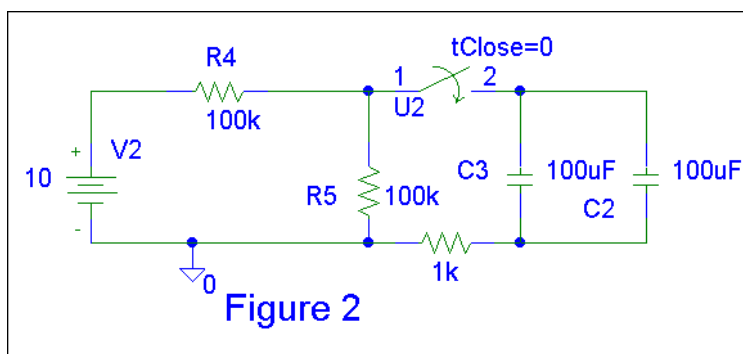 tClose=0
R4
1
2
U2
100k
+
V2
10
-
R5
100k
C3
100uF
100uF
C2
1k
0
Figure 2